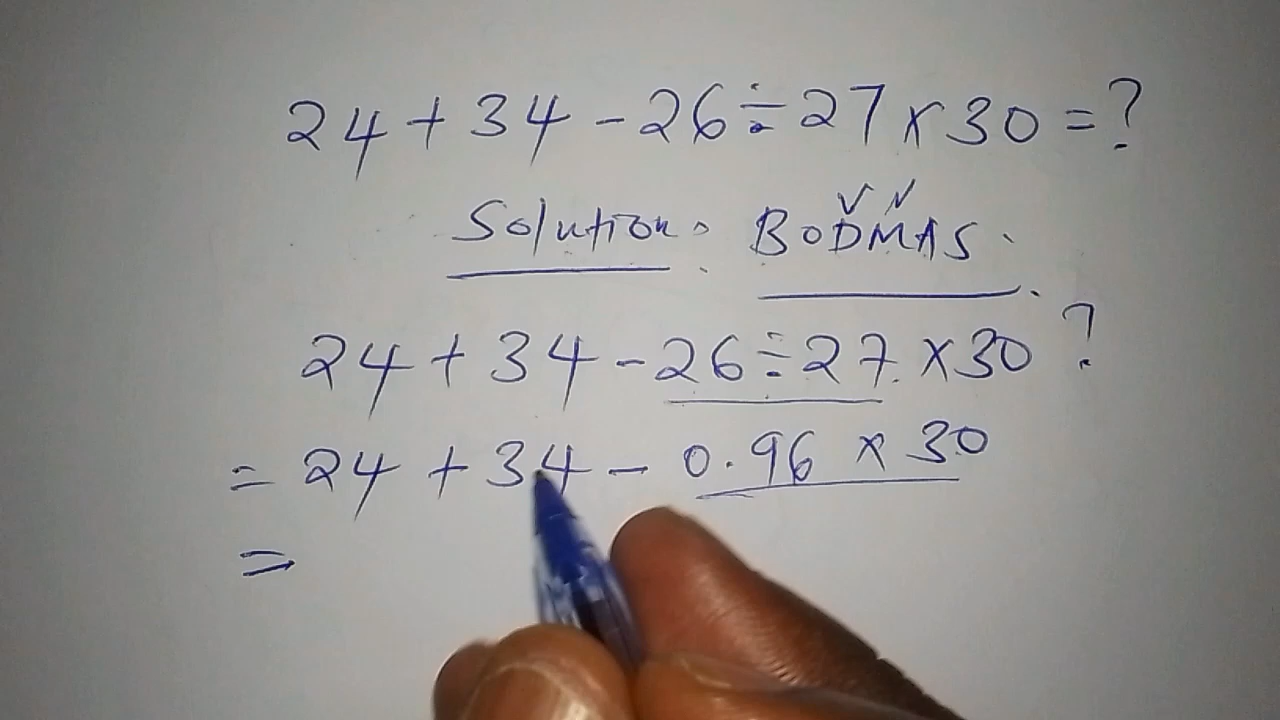 24 + 34 - 26 ÷ 27 × 30 = ?
Solution: BODMAS.
24 + 34 - 26 ÷ 27 × 30 ?
= 24 + 34 - 0.96 × 30
=